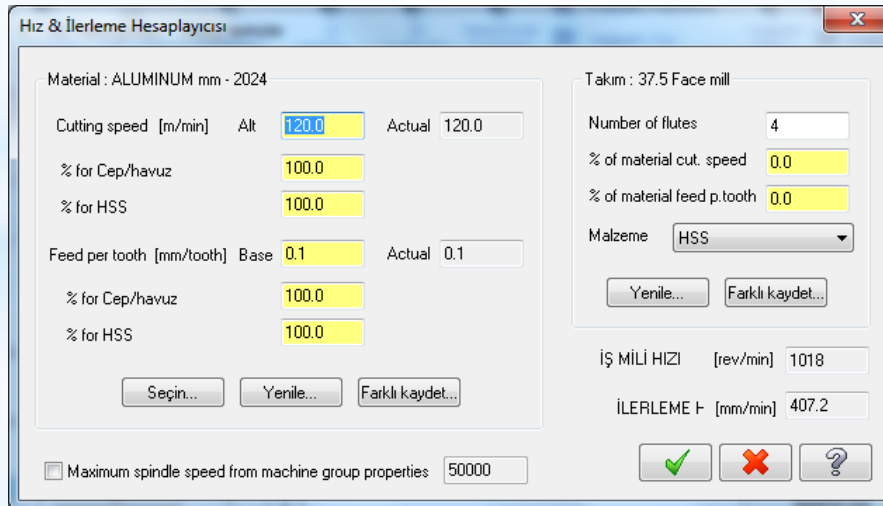 Hız & İlerleme Hesaplayıcısı
Material : ALUMINUM mm - 2024
Cutting speed [m/min] Alt 120.0 Actual 120.0
% for Cep/havuz 100.0
% for HSS 100.0
Feed per tooth [mm/tooth] Base 0.1 Actual 0.1
% for Cep/havuz 100.0
% for HSS 100.0
Seçin... Yenile... Farklı kaydet...
Maximum spindle speed from machine group properties 50000
Takım : 37.5 Face mill
Number of flutes 4
% of material cut. speed 0.0
% of material feed p.tooth 0.0
Malzeme HSS
Yenile... Farklı kaydet...
İŞ MİLİ HIZI [rev/min] 1018
İLERLEME H [mm/min] 407.2